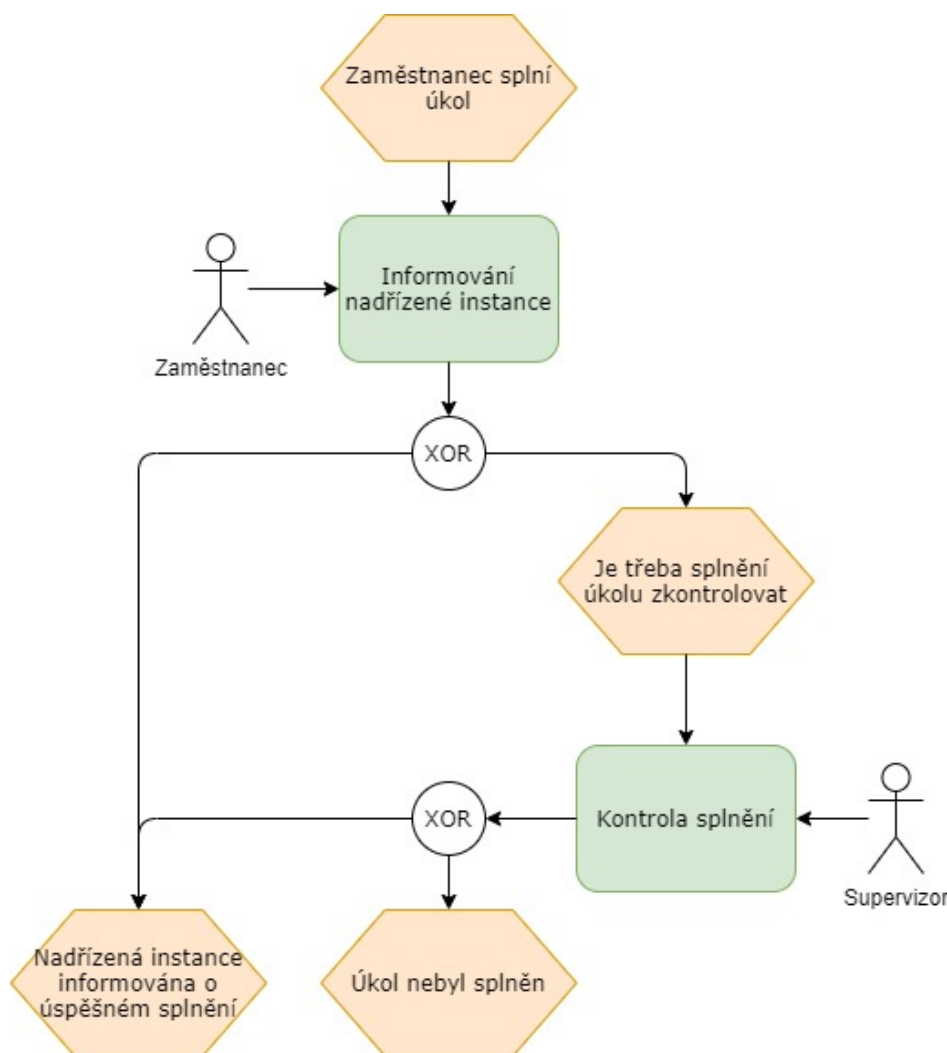 Zaměstnanec splní
úkol
Informování
nadřízené instance
Zaměstnanec
XOR
Je třeba splnění
úkolu zkontrolovat
XOR
Kontrola splnění
Supervizor
Nadřízená instance
informována o
úspěšném splnění
Úkol nebyl splněn